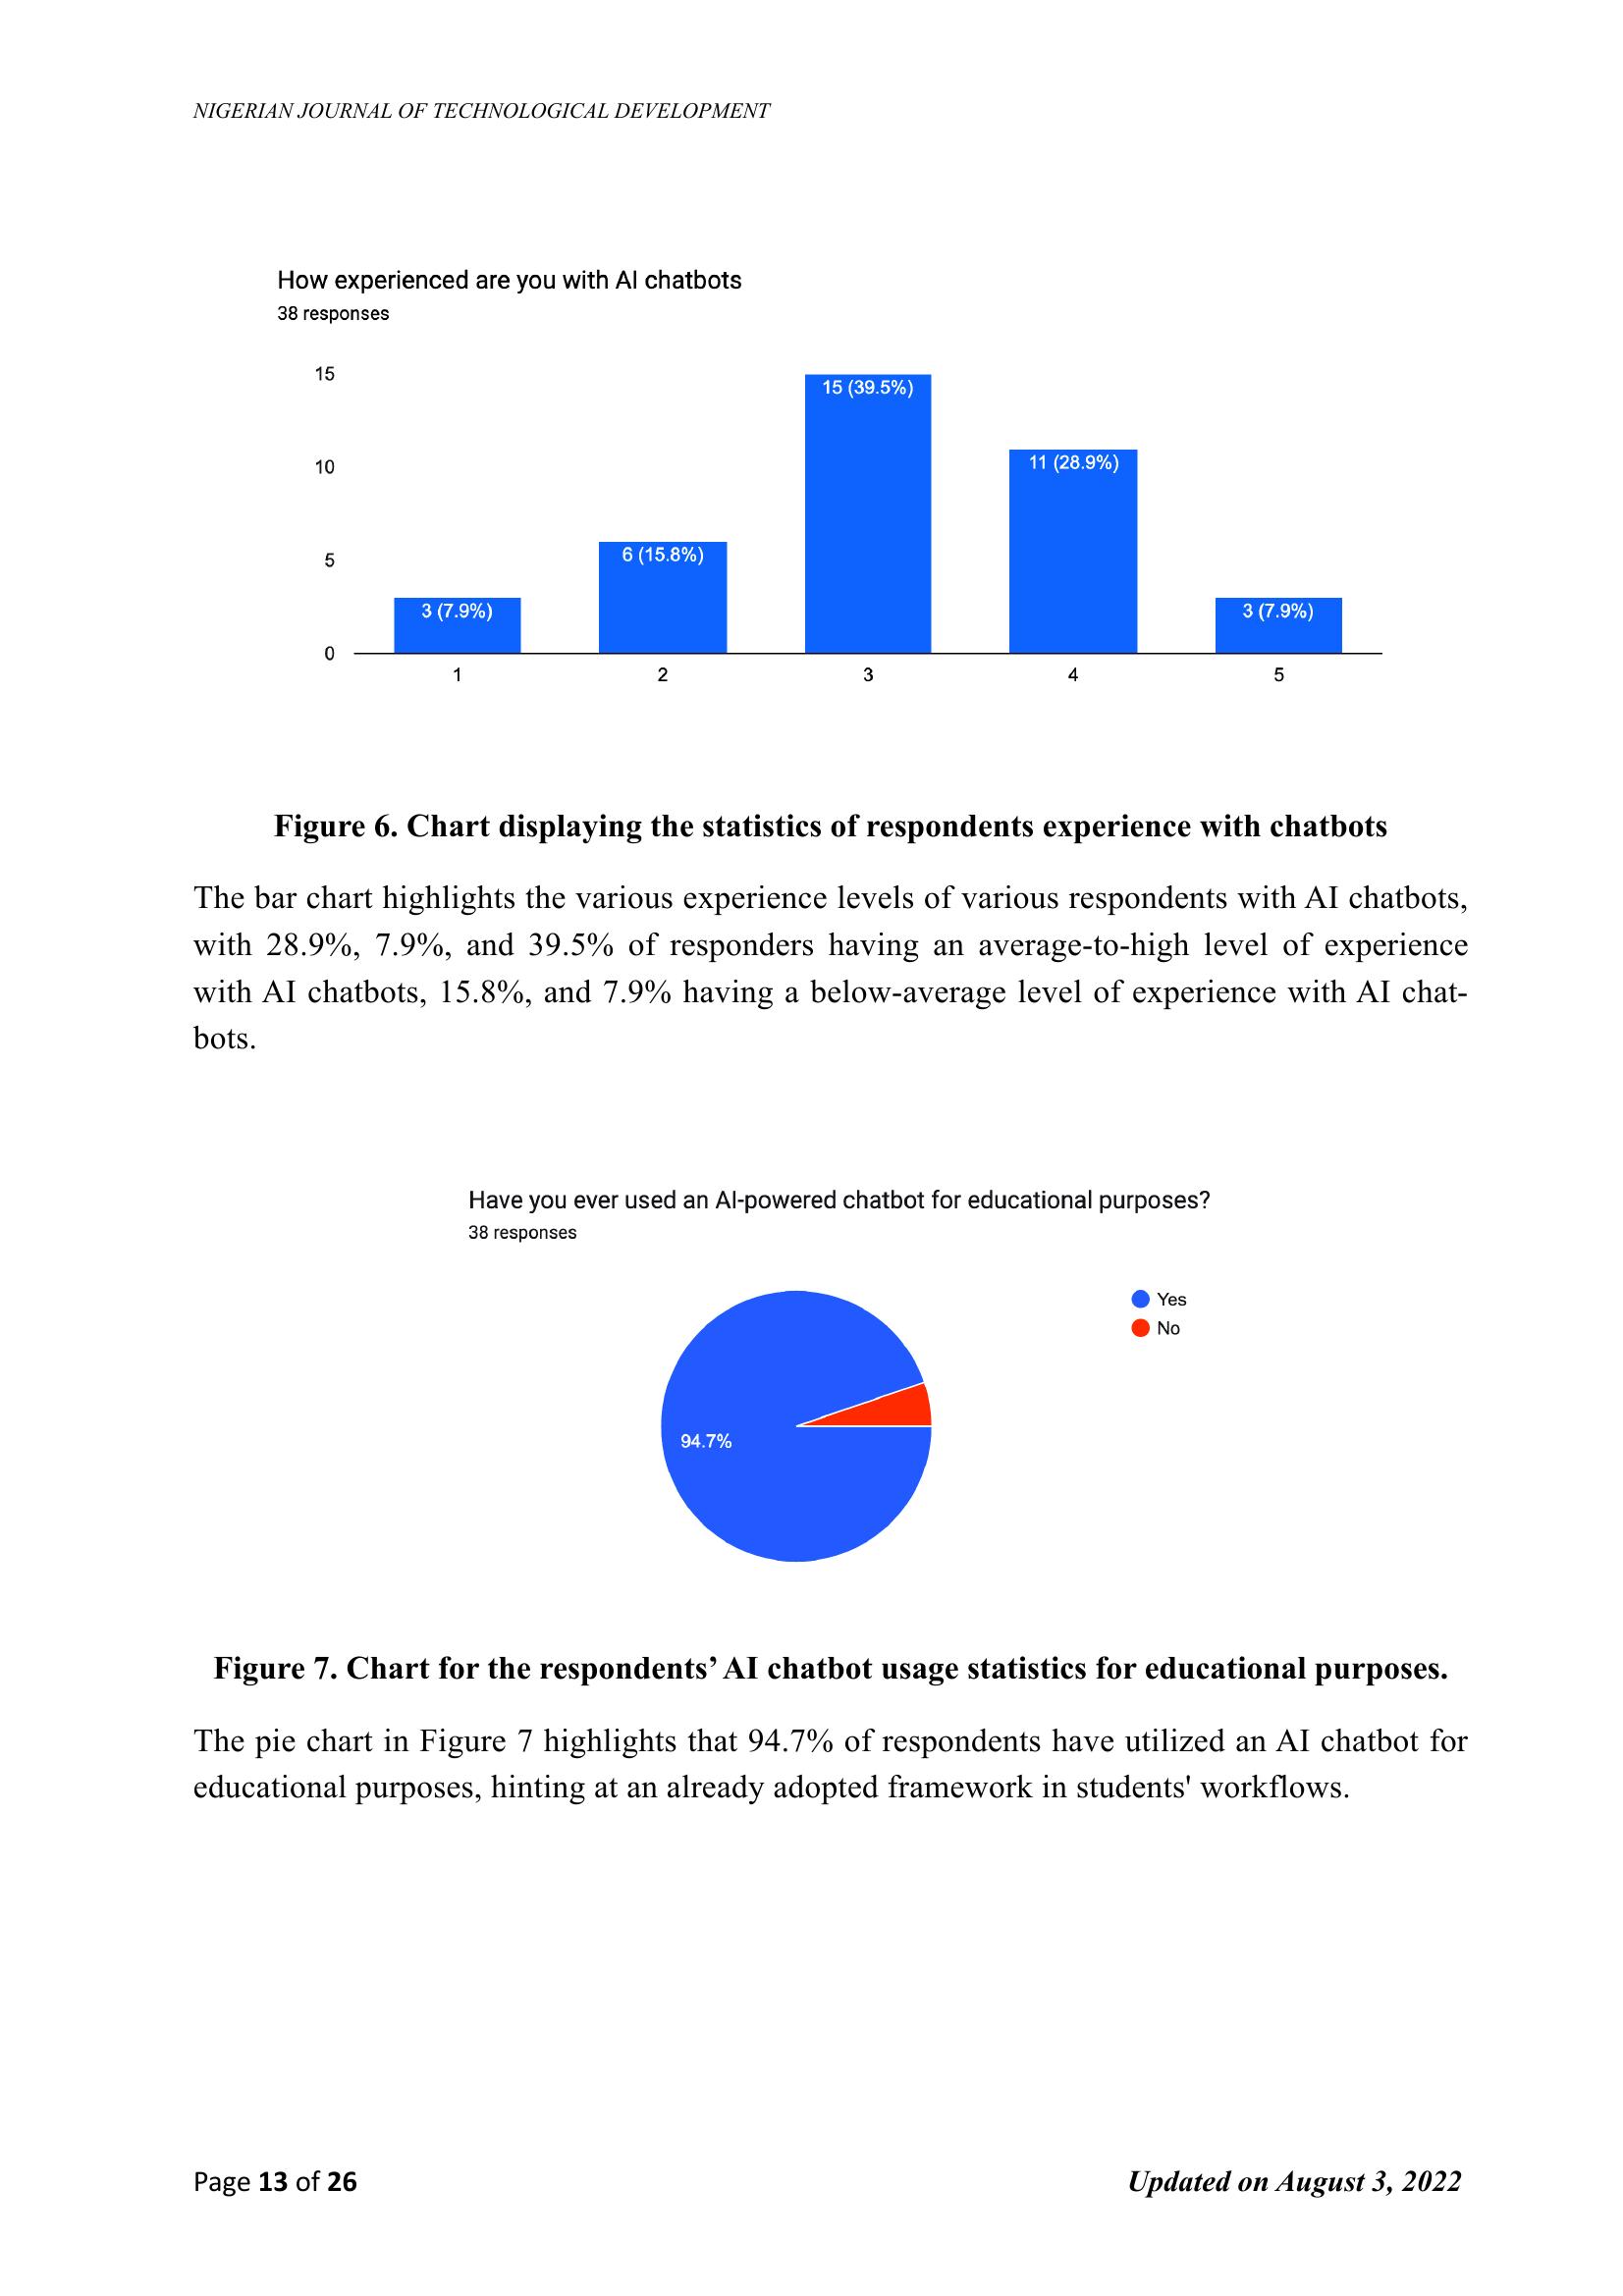 NIGERIAN JOURNAL OF TECHNOLOGICAL DEVELOPMENT
How experienced are you with AI chatbots
38 responses
15
15 (39.5%)
10
11 (28.9%)
5
6 (15.8%)
3 (7.9%)
3 (7.9%)
0
1 2 3 4 5
Figure 6. Chart displaying the statistics of respondents experience with chatbots
The bar chart highlights the various experience levels of various respondents with AI chatbots,
with 28.9%, 7.9%, and 39.5% of responders having an average-to-high level of experience
with AI chatbots, 15.8%, and 7.9% having a below-average level of experience with AI chat-
bots.
Have you ever used an AI-powered chatbot for educational purposes?
38 responses
Yes
No
94.7%
Figure 7. Chart for the respondents’ AI chatbot usage statistics for educational purposes.
The pie chart in Figure 7 highlights that 94.7% of respondents have utilized an AI chatbot for
educational purposes, hinting at an already adopted framework in students' workflows.
Page 13 of 26
Updated on August 3, 2022